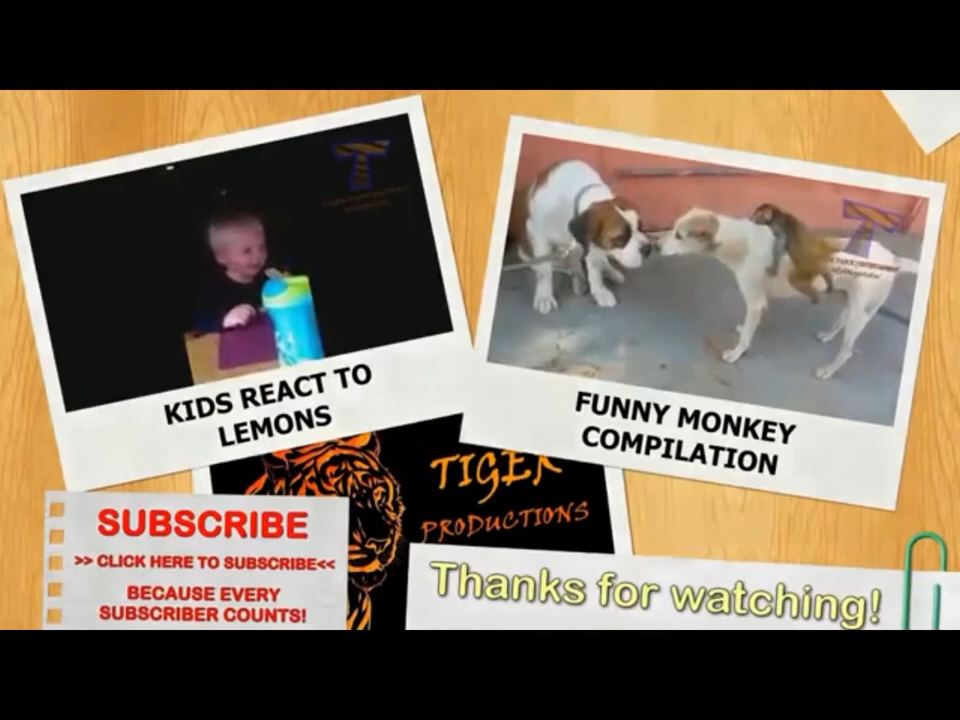 KIDS REACT TO
LEMONS
FUNNY MONKEY
COMPILATION
TIGER
PRODUCTIONS
SUBSCRIBE
>> CLICK HERE TO SUBSCRIBE<<
BECAUSE EVERY
SUBSCRIBER COUNTS!
Thanks for watching!